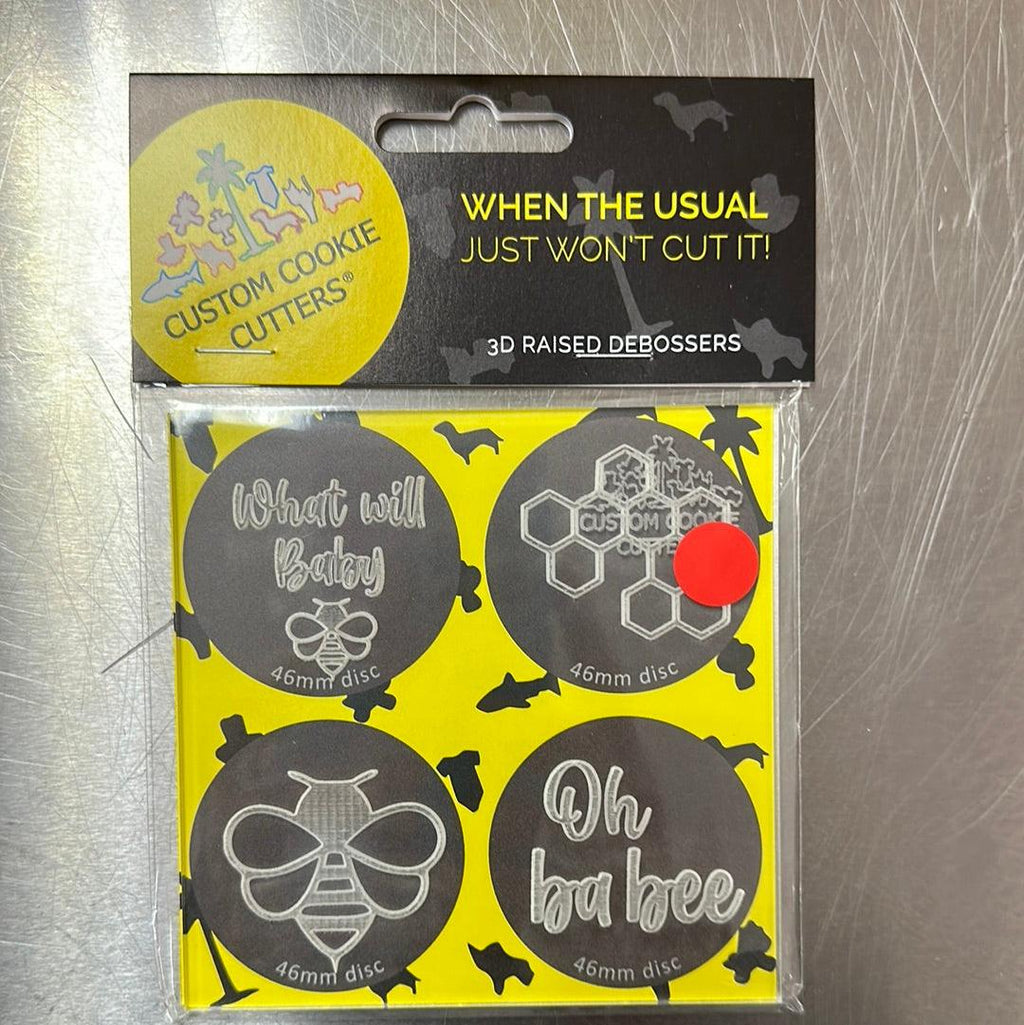 CUSTOM COOKIE
CUTTERS®
WHEN THE USUAL
JUST WON'T CUT IT!
3D RAISED DEBOSSERS
What will
Baby
46mm disc
CUSTOM COOKIE
46mm disc
46mm disc
Oh
ba bee
46mm disc